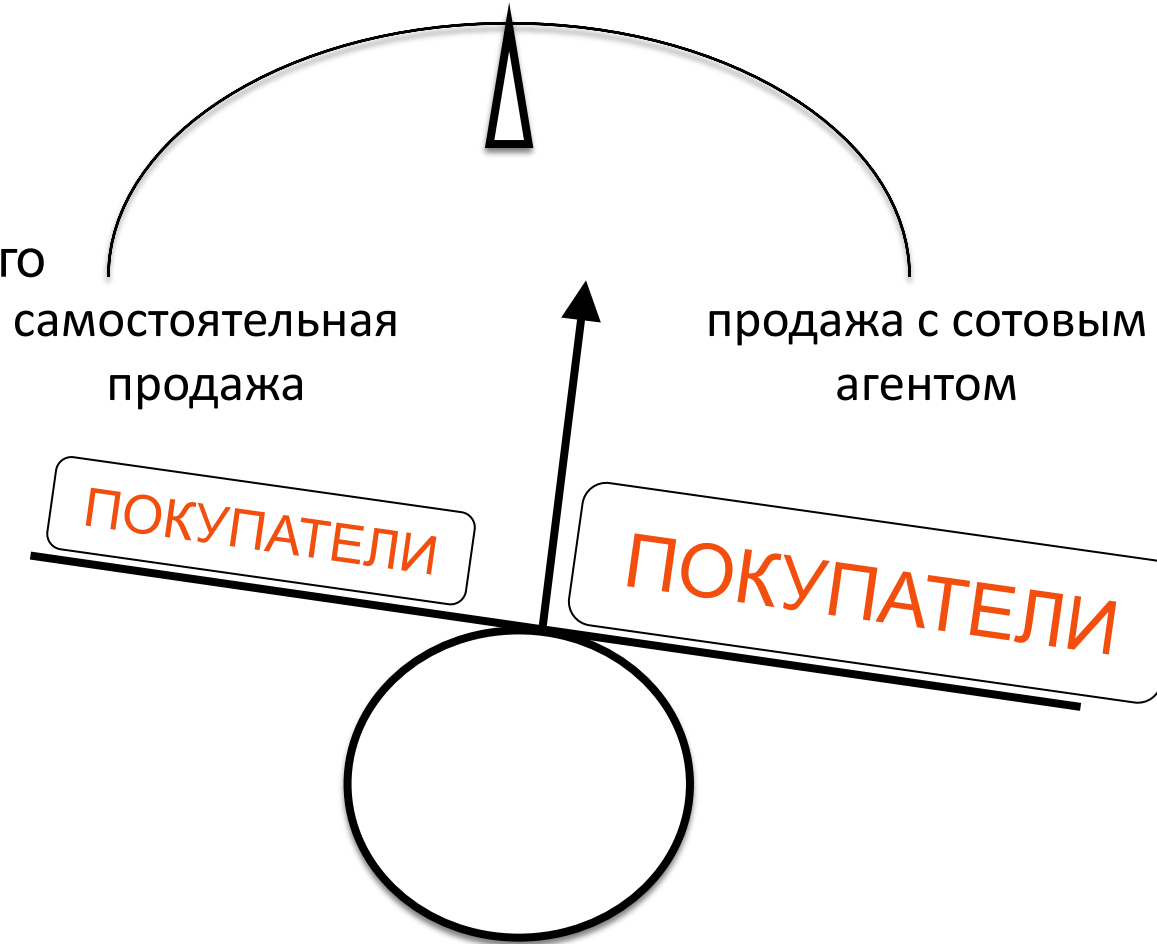 го
самостоятельная
продажа
продажа с сотовым
агентом
ПОКУПАТЕЛИ
ПОКУПАТЕЛИ